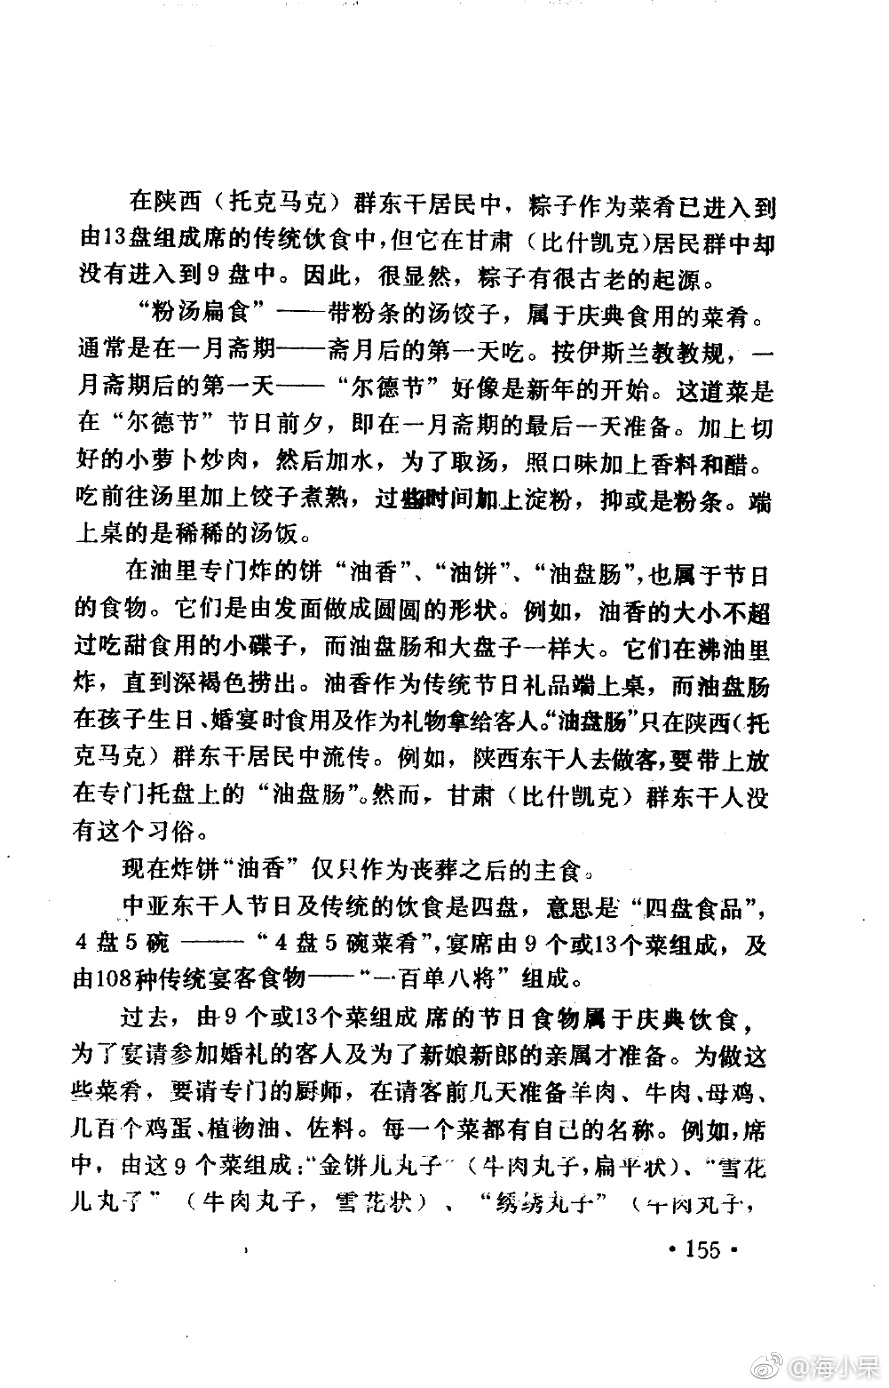 在陕西（托克马克）群东干居民中，粽子作为菜肴已进入到
由13盘组成席的传统饮食中，但它在甘肃（比什凯克）居民群中却
没有进入到9盘中。因此，很显然，粽子有很古老的起源。
“粉汤扁食”——带粉条的汤饺子，属于庆典食用的菜肴。
通常是在一月斋期——斋月后的第一天吃。按伊斯兰教教规，一
月斋期后的第一天——“尔德节”好像是新年的开始。这道菜是
在“尔德节”节日前夕，即在一月斋期的最后一天准备。加上切
好的小萝卜炒肉，然后加水，为了取汤，照口味加上香料和醋。
吃前往汤里加上饺子煮熟，过些时间加上淀粉，抑或是粉条。端
上桌的是稀稀的汤饭。
在油里专门炸的饼“油香”、“油饼”、“油盘肠”，也属于节日
的食物。它们是由发面做成圆圆的形状。例如，油香的大小不超
过吃甜食用的小碟子，而油盘肠和大盘子一样大。它们在沸油里
炸，直到深褐色捞出。油香作为传统节日礼品端上桌，而油盘肠
在孩子生日、婚宴时食用及作为礼物拿给客人。“油盘肠”只在陕西（托
克马克）群东干居民中流传。例如，陕西东干人去做客，要带上放
在专门托盘上的“油盘肠”。然而，甘肃（比什凯克）群东干人没
有这个习俗。
现在炸饼“油香”仅只作为丧葬之后的主食。
中亚东干人节日及传统的饮食是四盘，意思是“四盘食品”，
4盘5碗——“4盘5碗菜肴”，宴席由9个或13个菜组成，及
由108种传统宴客食物——“一百单八将”组成。
过去，由9个或13个菜组成席的节日食物属于庆典饮食，
为了宴请参加婚礼的客人及为了新娘新郎的亲属才准备。为做这
些菜肴，要请专门的厨师，在请客前几天准备羊肉、牛肉、母鸡、
几百个鸡蛋、植物油、佐料。每一个菜都有自己的名称。例如，席
中，由这9个菜组成：“金饼儿丸子”（牛肉丸子，扁平状）、“雪花
儿丸子”（牛肉丸子，雪花状）、“绣绣丸子”（牛肉丸子，
·155·
@海小呆